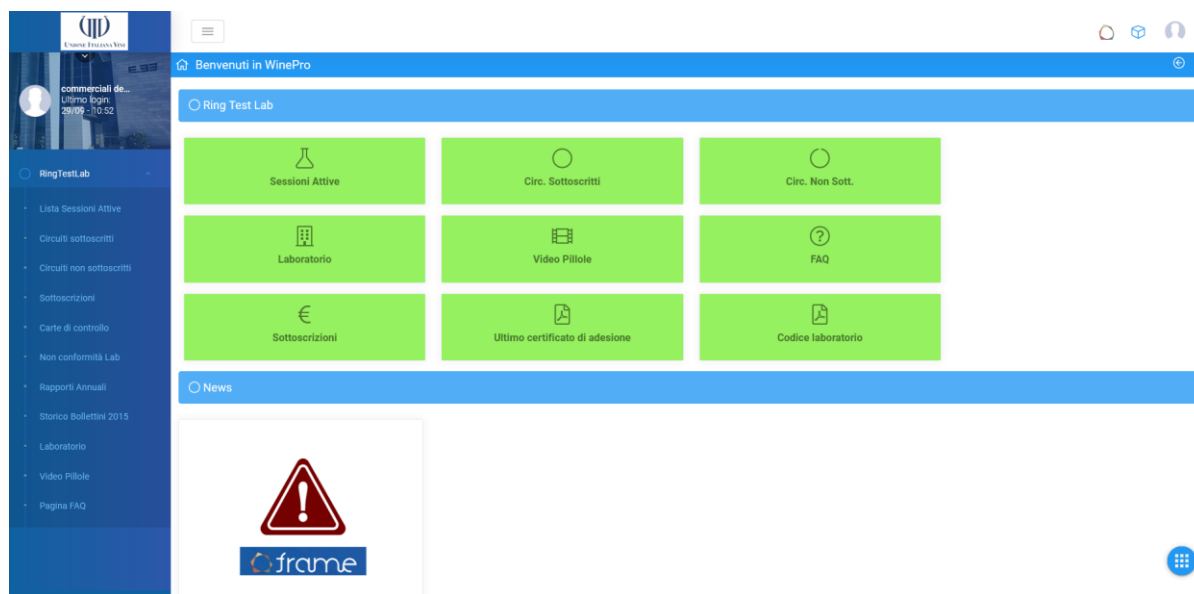 UNIONE ITALIANA VINI
Benvenuti in WinePro
commerciali de...
Ultimo login:
29/09 - 10:52
RingTestLab
Lista Sessioni Attive
Circuiti sottoscritti
Circuiti non sottoscritti
Sottoscrizioni
Carte di controllo
Non conformità Lab
Rapporti Annuali
Storico Bollettini 2015
Laboratorio
Video Pillole
Pagina FAQ
Ring Test Lab
Sessioni Attive
Circ. Sottoscritti
Circ. Non Sott.
Laboratorio
Video Pillole
FAQ
Sottoscrizioni
Ultimo certificato di adesione
Codice laboratorio
News
frame